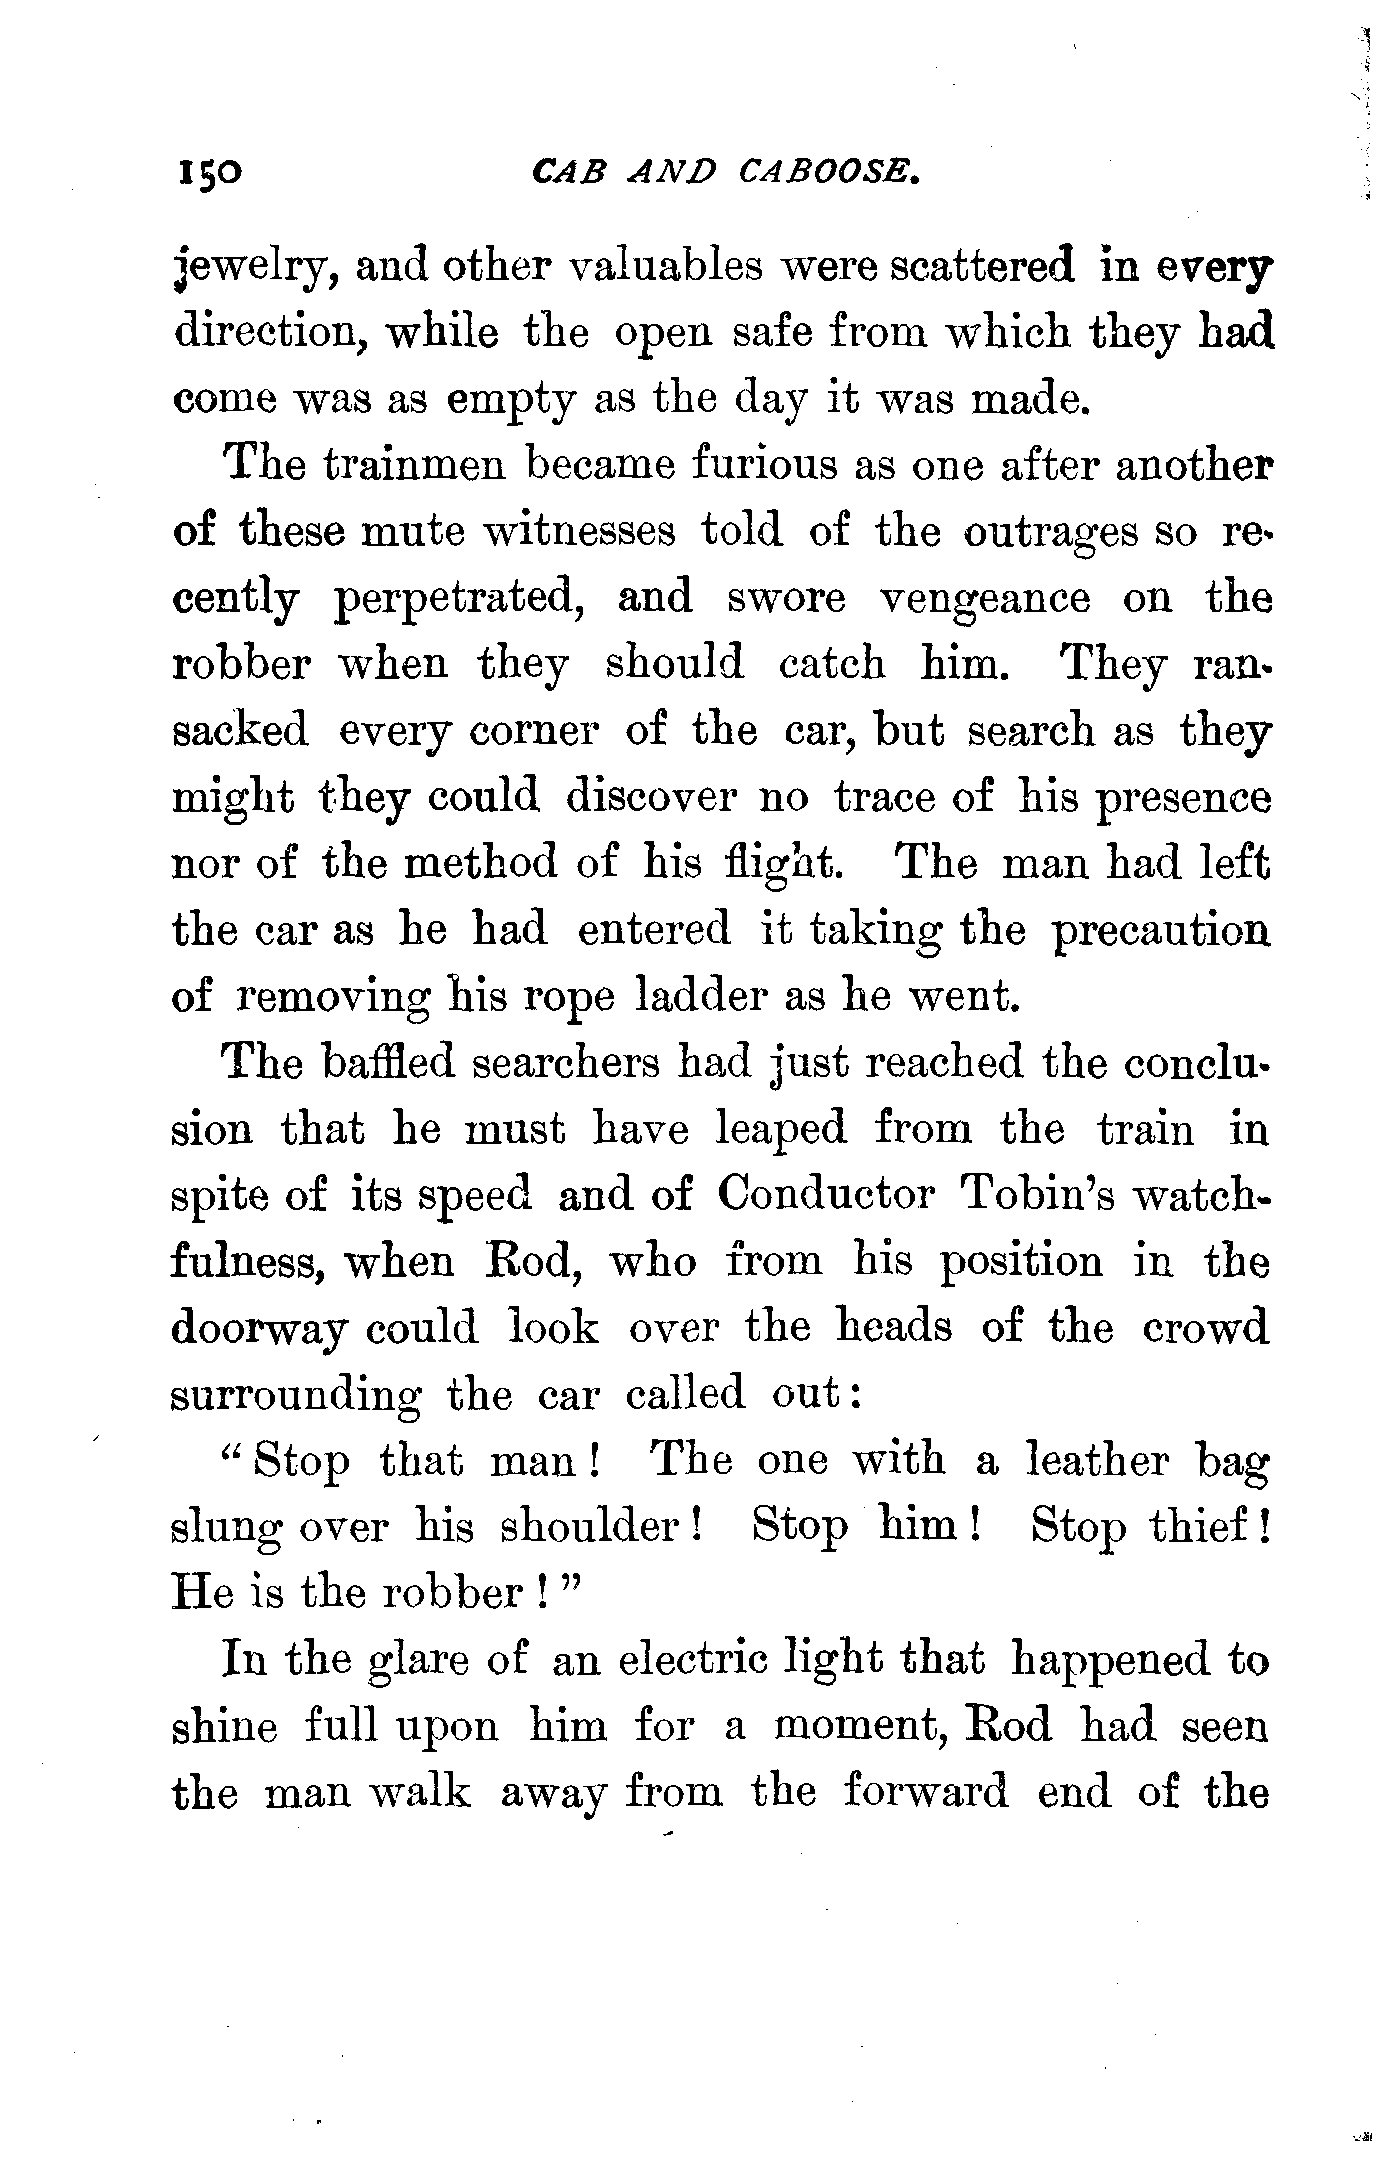 150 CAB AND CABOOSE.
jewelry, and other valuables were scattered in every
direction, while the open safe from which they had
come was as empty as the day it was made.
The trainmen became furious as one after another
of these mute witnesses told of the outrages so re-
cently perpetrated, and swore vengeance on the
robber when they should catch him. They ran-
sacked every corner of the car, but search as they
might they could discover no trace of his presence
nor of the method of his flight. The man had left
the car as he had entered it taking the precaution
of removing his rope ladder as he went.
The baffled searchers had just reached the conclu-
sion that he must have leaped from the train in
spite of its speed and of Conductor Tobin's watch-
fulness, when Rod, who from his position in the
doorway could look over the heads of the crowd
surrounding the car called out:
"Stop that man! The one with a leather bag
slung over his shoulder! Stop him! Stop thief!
He is the robber!"
In the glare of an electric light that happened to
shine full upon him for a moment, Rod had seen
the man walk away from the forward end of the